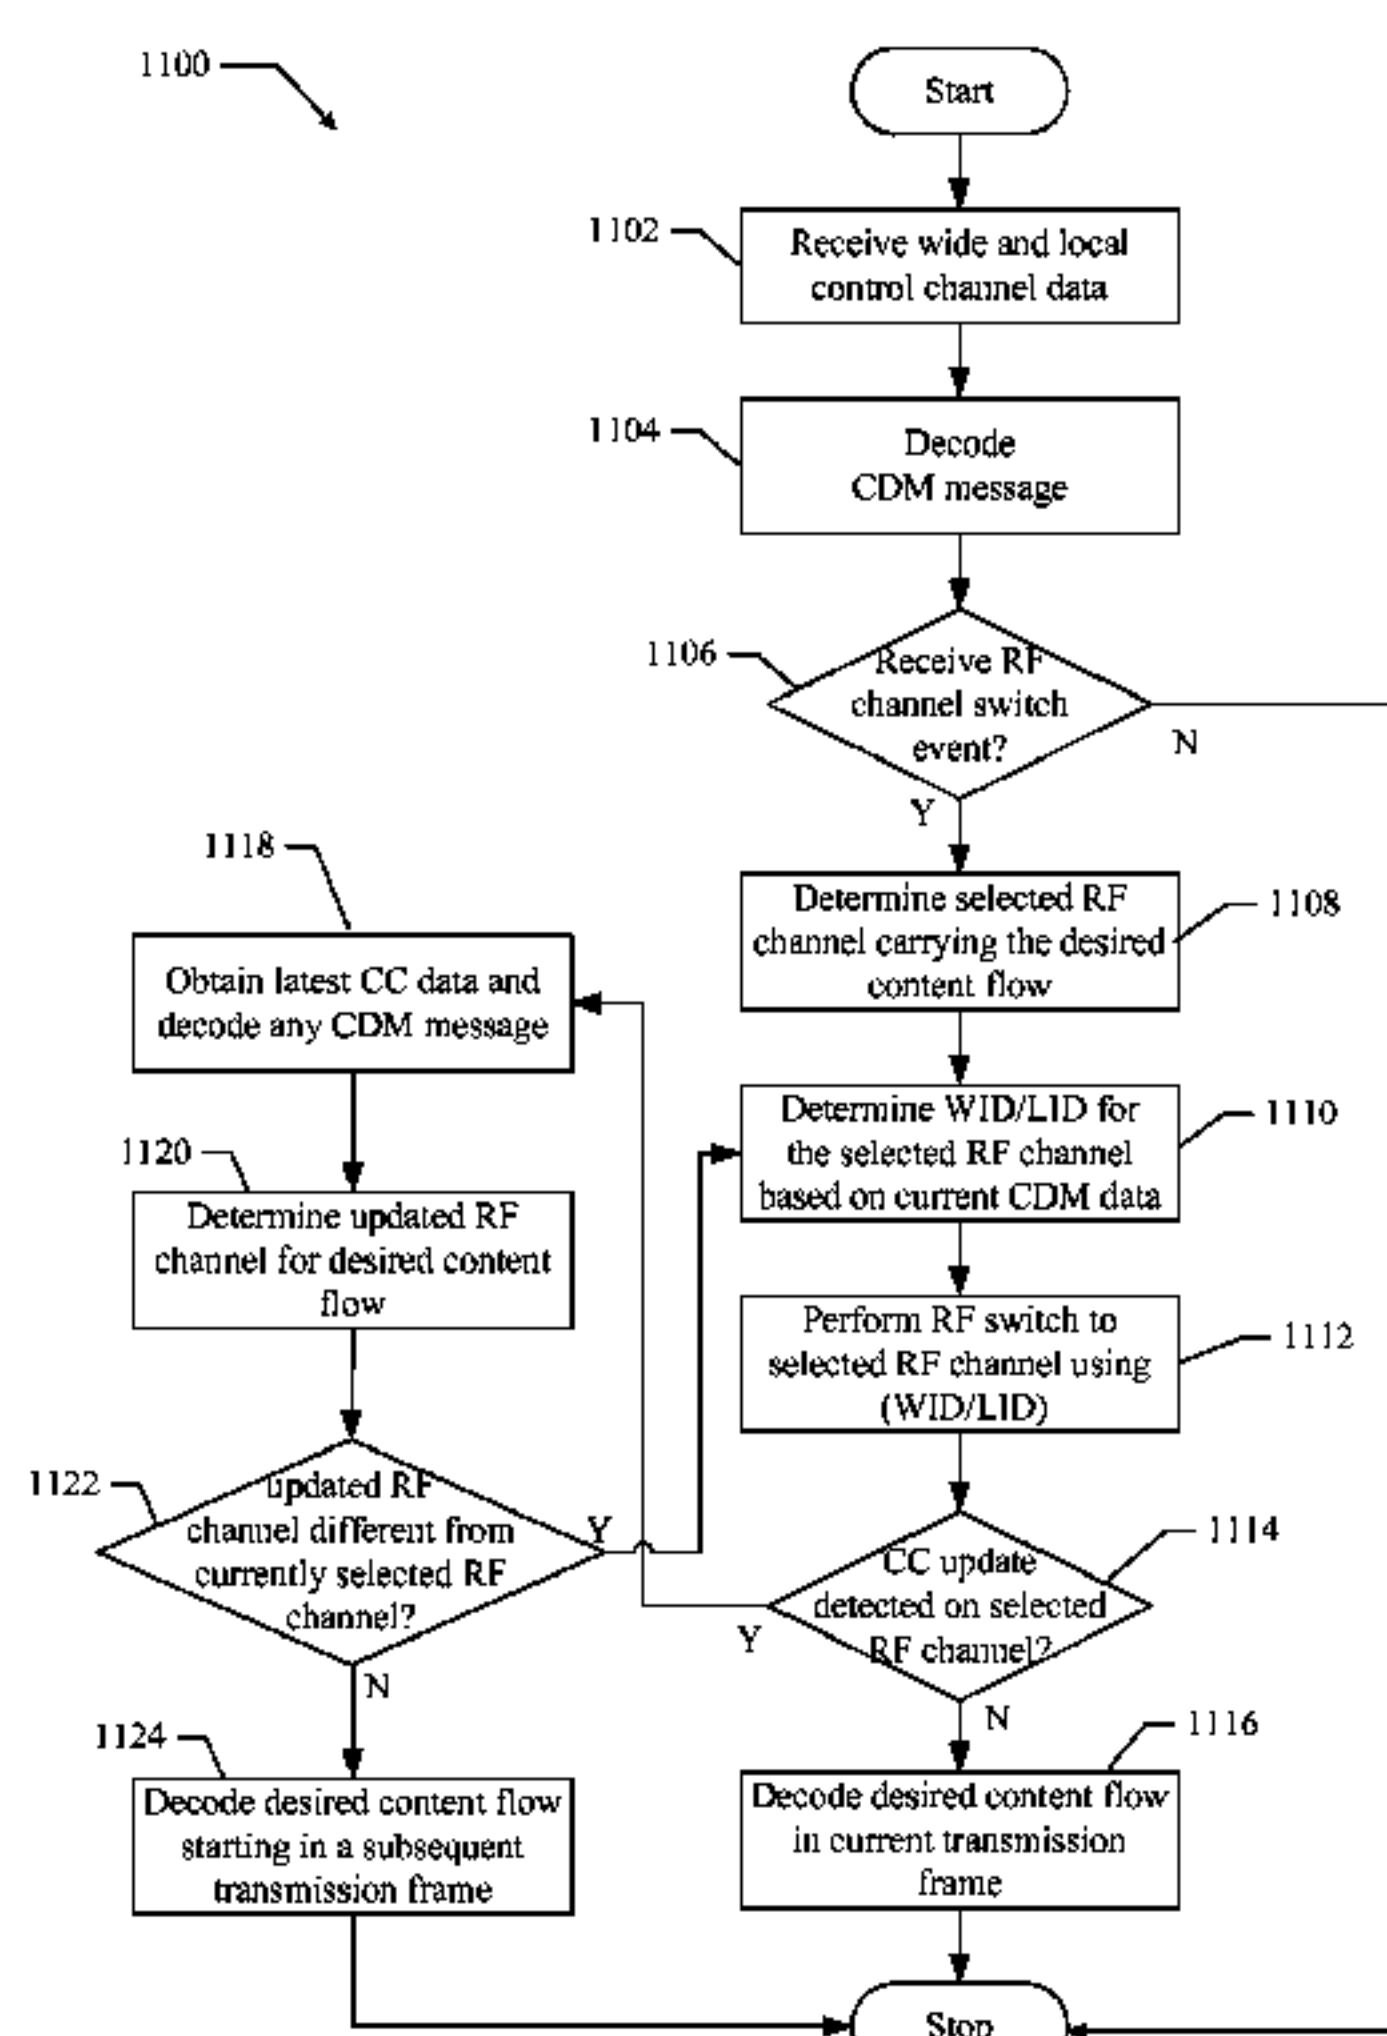 1100
Start
1102
Receive wide and local
control channel data
1104
Decode
CDM message
1106
Receive RF
channel switch
event?
N
Y
1108
Determine selected RF
channel carrying the desired
content flow
1110
Determine WID/LID for
the selected RF channel
based on current CDM data
1112
Perform RF switch to
selected RF channel using
(WID/LID)
1114
CC update
detected on selected
RF channel?
Y
N
1116
Decode desired content flow
in current transmission
frame
1118
Obtain latest CC data and
decode any CDM message
1120
Determine updated RF
channel for desired content
flow
1122
updated RF
channel different from
currently selected RF
channel?
Y
N
1124
Decode desired content flow
starting in a subsequent
transmission frame
Stop